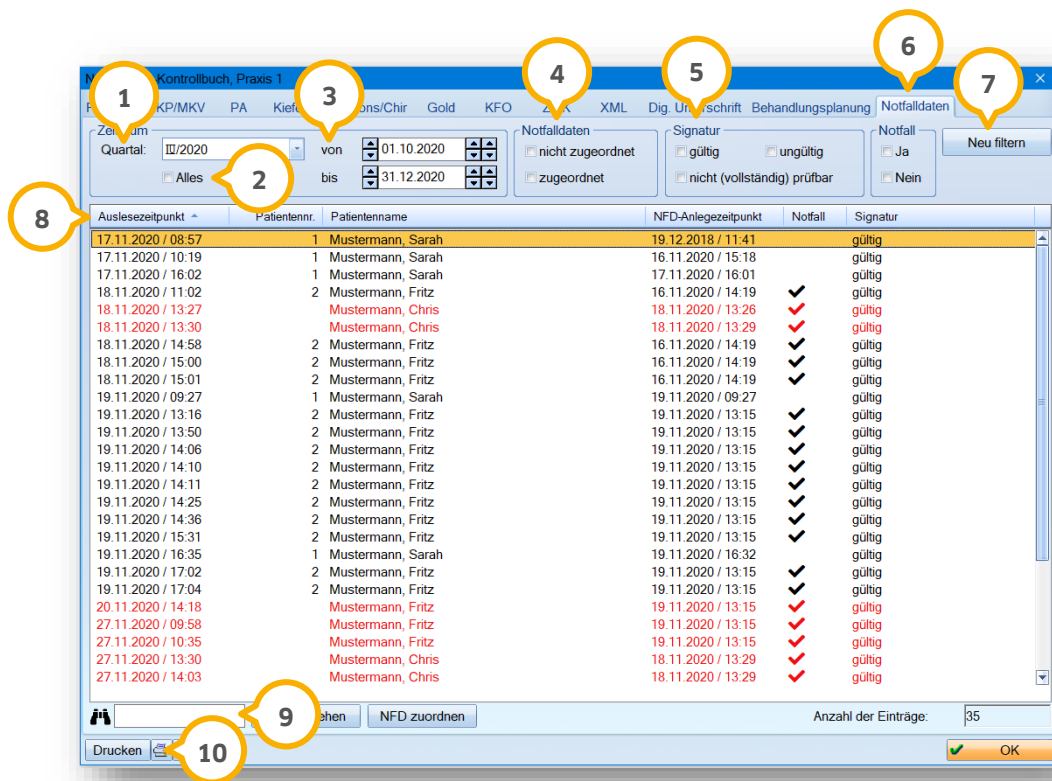 6
4
5
7
1
3
Kontrollbuch, Praxis 1
KP/MKV PA ons/Chir Gold KFO XML Dig. Unterschrift Behandlungsplanung Notfalldaten
Notfalldaten Signatur Notfall
Quartal: III/2020 von 01.10.2020 nicht zugeordnet gültig ungültig Ja Neu filtern
Alles 2 bis 31.12.2020 zugeordnet nicht (vollständig) prüfbar Nein
8
Auslesezeitpunkt Patientennr. Patientenname NFD-Anlegezeitpunkt Notfall Signatur
17.11.2020 / 08:57 1 Mustermann, Sarah 19.12.2018 / 11:41 gültig
17.11.2020 / 10:19 1 Mustermann, Sarah 16.11.2020 / 15:18 gültig
17.11.2020 / 16:02 1 Mustermann, Sarah 17.11.2020 / 16:01 gültig
18.11.2020 / 11:02 2 Mustermann, Fritz 16.11.2020 / 14:19 gültig
18.11.2020 / 13:27 Mustermann, Chris 18.11.2020 / 13:26 gültig
18.11.2020 / 13:30 Mustermann, Chris 18.11.2020 / 13:29 gültig
18.11.2020 / 14:58 2 Mustermann, Fritz 16.11.2020 / 14:19 gültig
18.11.2020 / 15:00 2 Mustermann, Fritz 16.11.2020 / 14:19 gültig
18.11.2020 / 15:01 2 Mustermann, Fritz 16.11.2020 / 14:19 gültig
19.11.2020 / 09:27 1 Mustermann, Sarah 19.11.2020 / 09:27 gültig
19.11.2020 / 13:16 2 Mustermann, Fritz 19.11.2020 / 13:15 gültig
19.11.2020 / 13:50 2 Mustermann, Fritz 19.11.2020 / 13:15 gültig
19.11.2020 / 14:06 2 Mustermann, Fritz 19.11.2020 / 13:15 gültig
19.11.2020 / 14:10 2 Mustermann, Fritz 19.11.2020 / 13:15 gültig
19.11.2020 / 14:11 2 Mustermann, Fritz 19.11.2020 / 13:15 gültig
19.11.2020 / 14:25 2 Mustermann, Fritz 19.11.2020 / 13:15 gültig
19.11.2020 / 14:36 2 Mustermann, Fritz 19.11.2020 / 13:15 gültig
19.11.2020 / 15:31 2 Mustermann, Fritz 19.11.2020 / 13:15 gültig
19.11.2020 / 16:35 1 Mustermann, Sarah 19.11.2020 / 16:32 gültig
19.11.2020 / 17:02 2 Mustermann, Fritz 19.11.2020 / 13:15 gültig
19.11.2020 / 17:04 2 Mustermann, Fritz 19.11.2020 / 13:15 gültig
20.11.2020 / 14:18 Mustermann, Fritz 19.11.2020 / 13:15 gültig
27.11.2020 / 09:58 Mustermann, Fritz 19.11.2020 / 13:15 gültig
27.11.2020 / 10:35 Mustermann, Fritz 19.11.2020 / 13:15 gültig
27.11.2020 / 13:30 Mustermann, Chris 18.11.2020 / 13:29 gültig
27.11.2020 / 14:03 Mustermann, Chris 18.11.2020 / 13:29 gültig
9 NFD zuordnen Anzahl der Einträge: 35
Drucken 10 OK